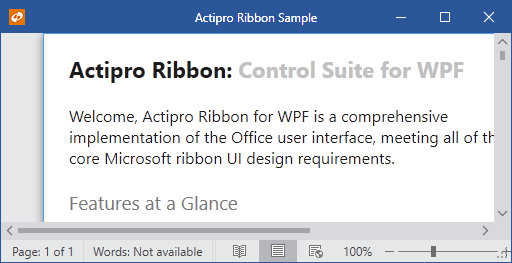 Actipro Ribbon Sample
Actipro Ribbon: Control Suite for WPF
Welcome, Actipro Ribbon for WPF is a comprehensive
implementation of the Office user interface, meeting all of th
core Microsoft ribbon UI design requirements.
Features at a Glance
Page: 1 of 1 Words: Not available 100%